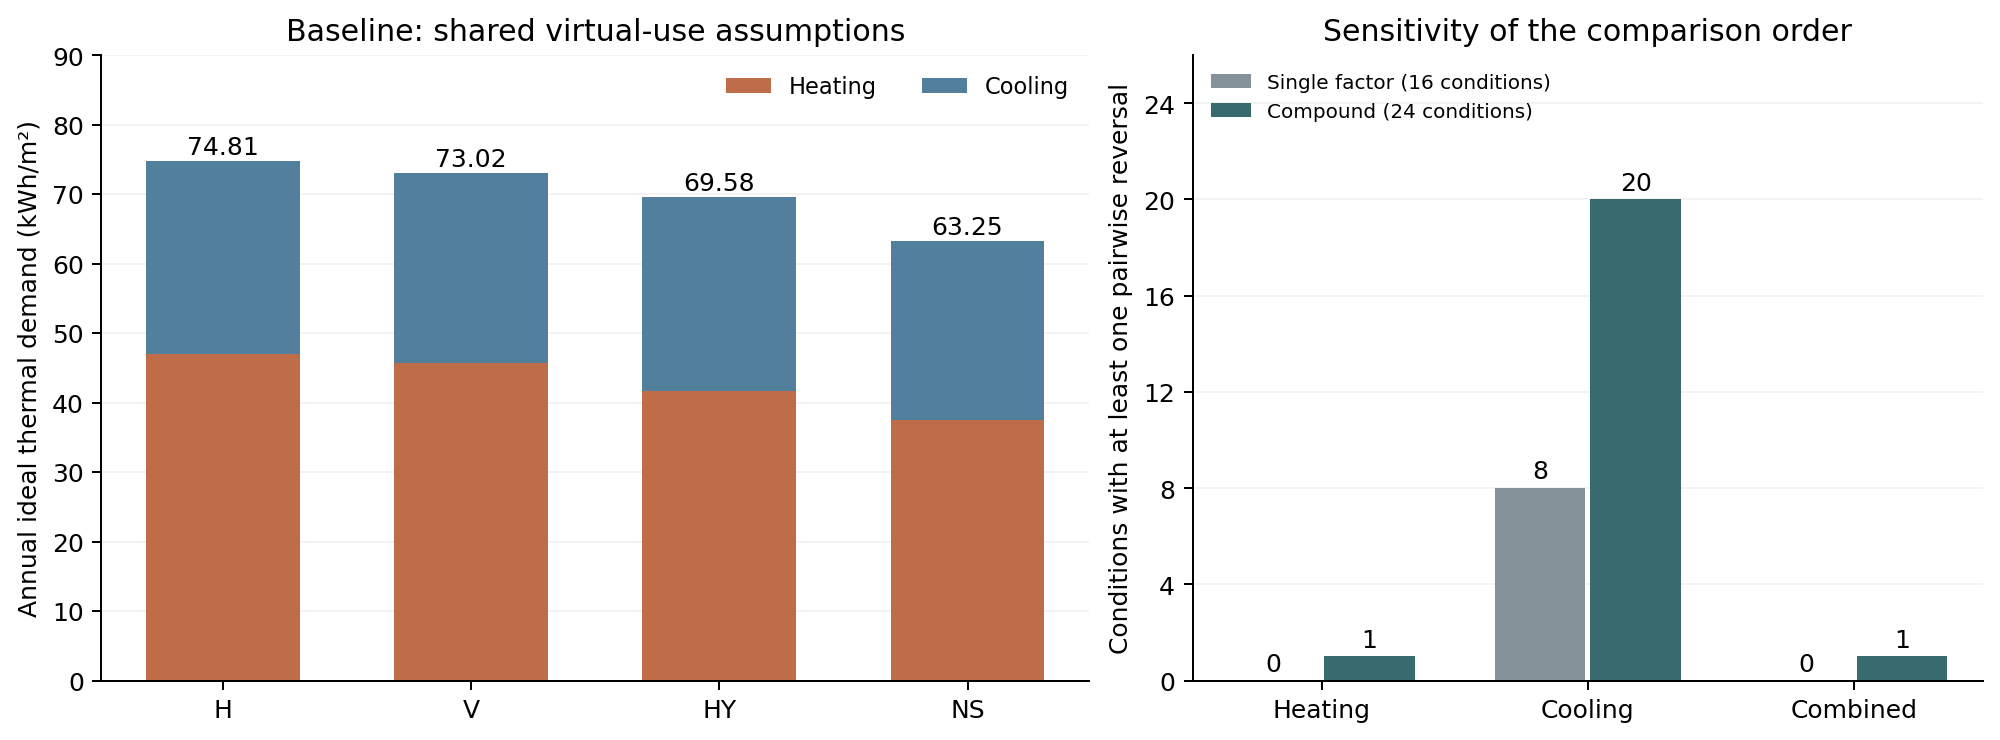 Baseline: shared virtual-use assumptions
Annual ideal thermal demand (kWh/m²)
90
80
70
60
50
40
30
20
10
0
Heating
Cooling
74.81
73.02
69.58
63.25
H
V
HY
NS
Sensitivity of the comparison order
Conditions with at least one pairwise reversal
24
20
16
12
8
4
0
Single factor (16 conditions)
Compound (24 conditions)
0
1
8
20
0
1
Heating
Cooling
Combined